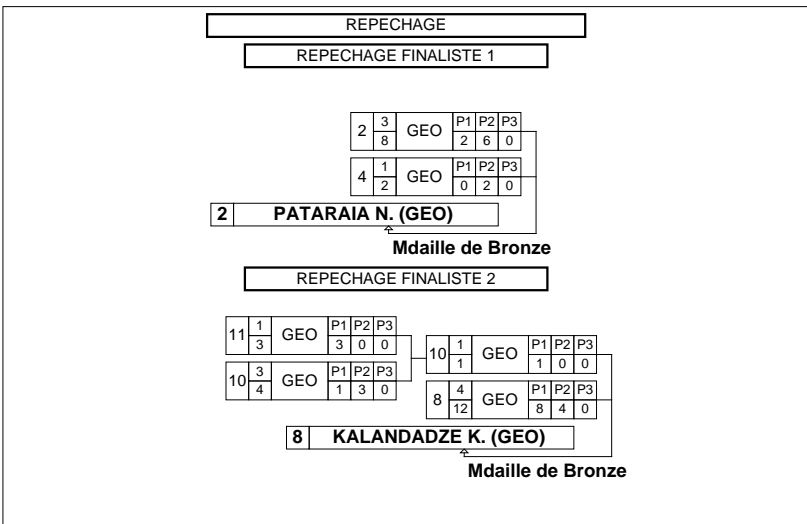 REPECHAGE
REPECHAGE FINALISTE 1
2 3 8 GEO P1 P2 P3 2 6 0
4 1 2 GEO P1 P2 P3 0 2 0
2 PATARAIA N. (GEO)
Mdaille de Bronze
REPECHAGE FINALISTE 2
11 1 3 GEO P1 P2 P3 3 0 0
10 3 4 GEO P1 P2 P3 1 3 0
10 1 1 GEO P1 P2 P3 1 0 0
8 4 12 GEO P1 P2 P3 8 4 0
8 KALANDADZE K. (GEO)
Mdaille de Bronze